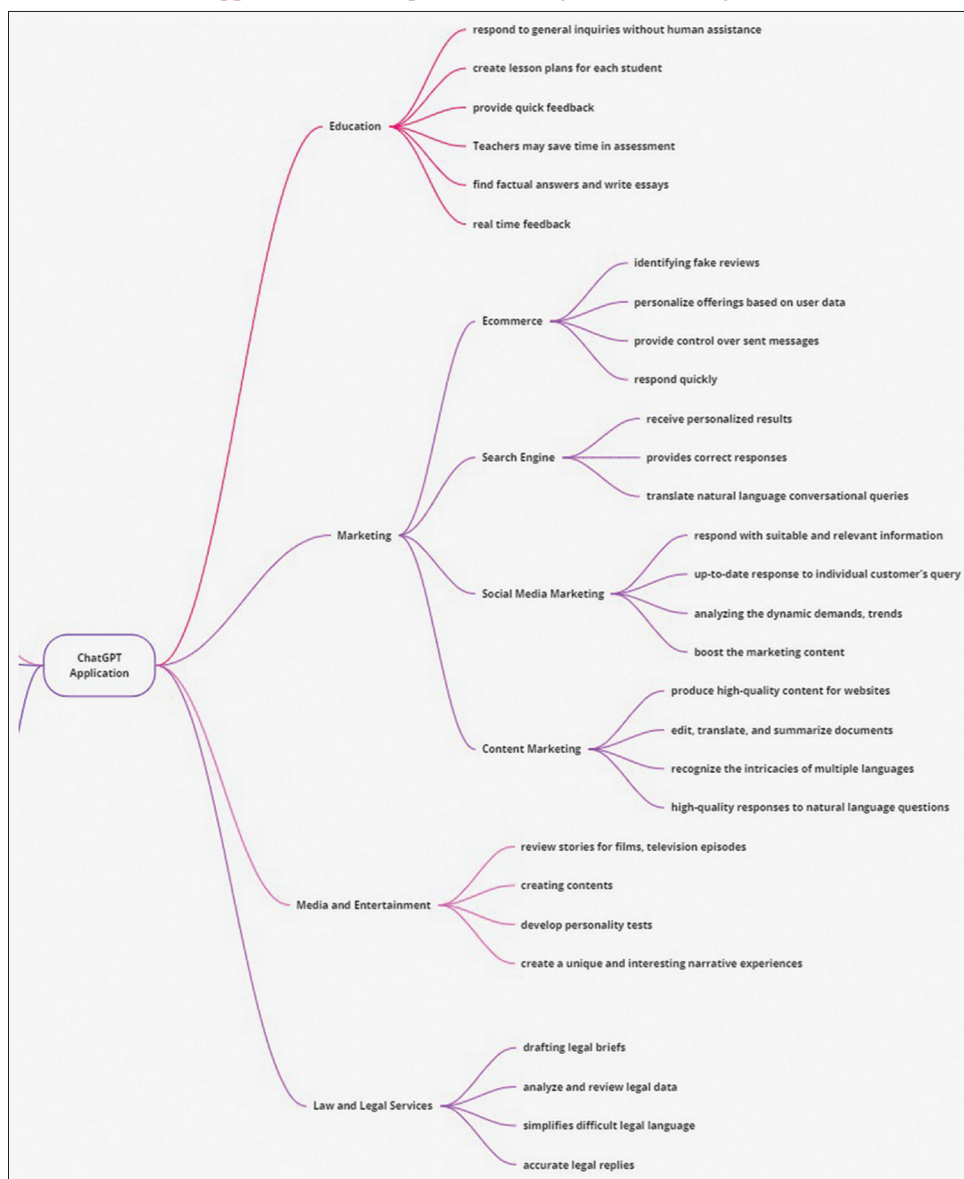 respond to general inquiries without human assistance
create lesson plans for each student
provide quick feedback
Education
Teachers may save time in assessment
find factual answers and write essays
real time feedback
identifying fake reviews
personalize offerings based on user data
Ecommerce
provide control over sent messages
respond quickly
receive personalized results
Search Engine
provides correct responses
translate natural language conversational queries
Marketing
respond with suitable and relevant information
up-to-date response to individual customer's query
Social Media Marketing
analyzing the dynamic demands, trends
boost the marketing content
ChatGPT
Application
produce high-quality content for websites
edit, translate, and summarize documents
Content Marketing
recognize the intricacies of multiple languages
high-quality responses to natural language questions
review stories for films, television episodes
creating contents
Media and Entertainment
develop personality tests
create a unique and interesting narrative experiences
drafting legal briefs
analyze and review legal data
Law and Legal Services
simplifies difficult legal language
accurate legal replies